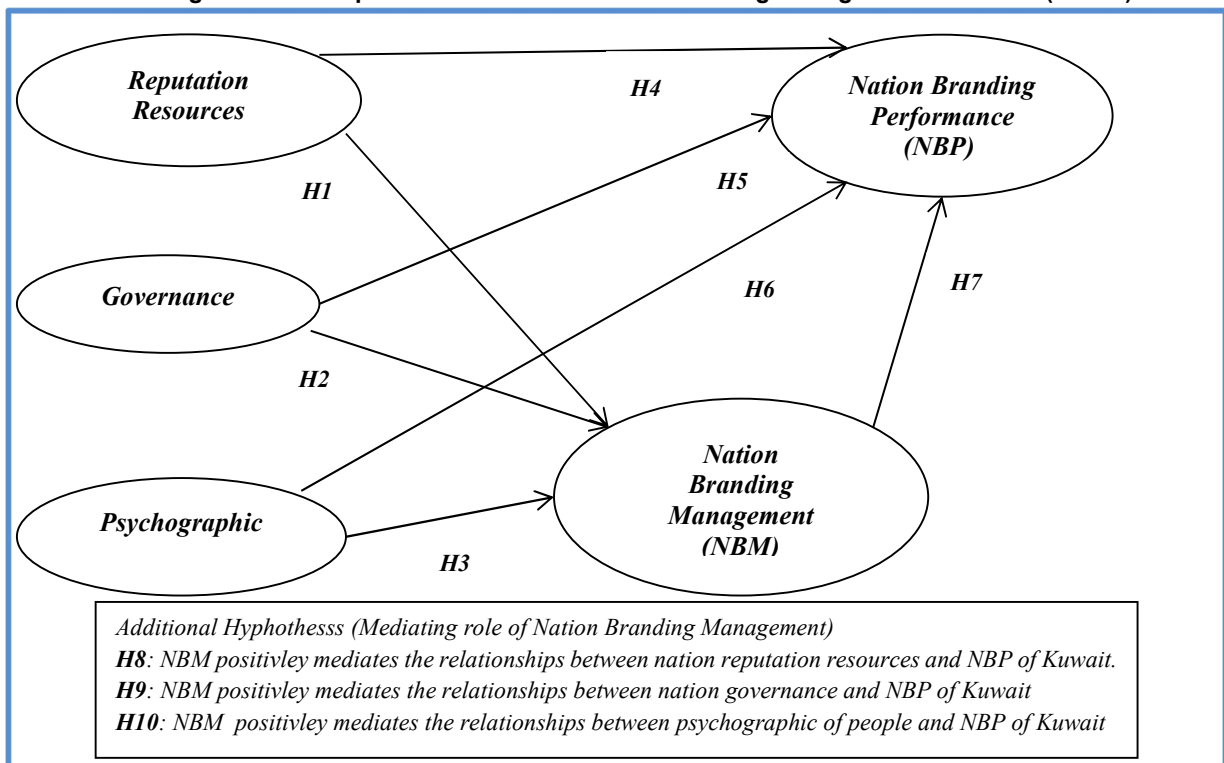 Reputation
Resources
Nation Branding
Performance
(NBP)
H4
H1
H5
Governance
H6
H7
H2
Nation
Branding
Management
(NBM)
Psychographic
H3
Additional Hyphothesss (Mediating role of Nation Branding Management)
H8: NBM positivley mediates the relationships between nation reputation resources and NBP of Kuwait.
H9: NBM positivley mediates the relationships between nation governance and NBP of Kuwait
H10: NBM positivley mediates the relationships between psychographic of people and NBP of Kuwait